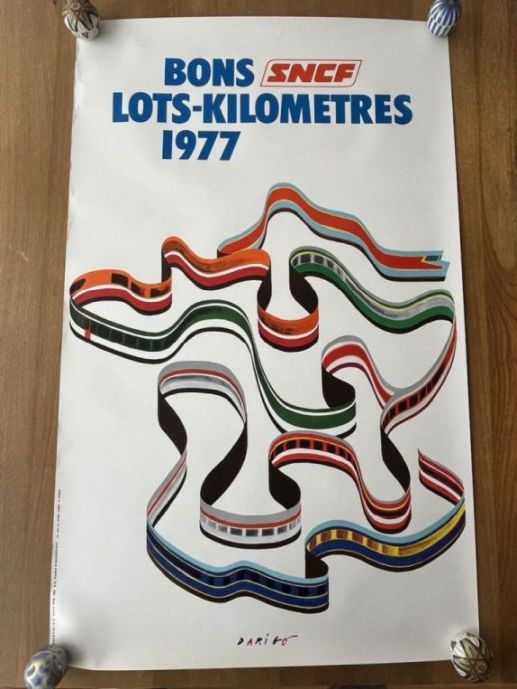 BONS SNCF
LOTS-KILOMETRES
1977
DARIGO